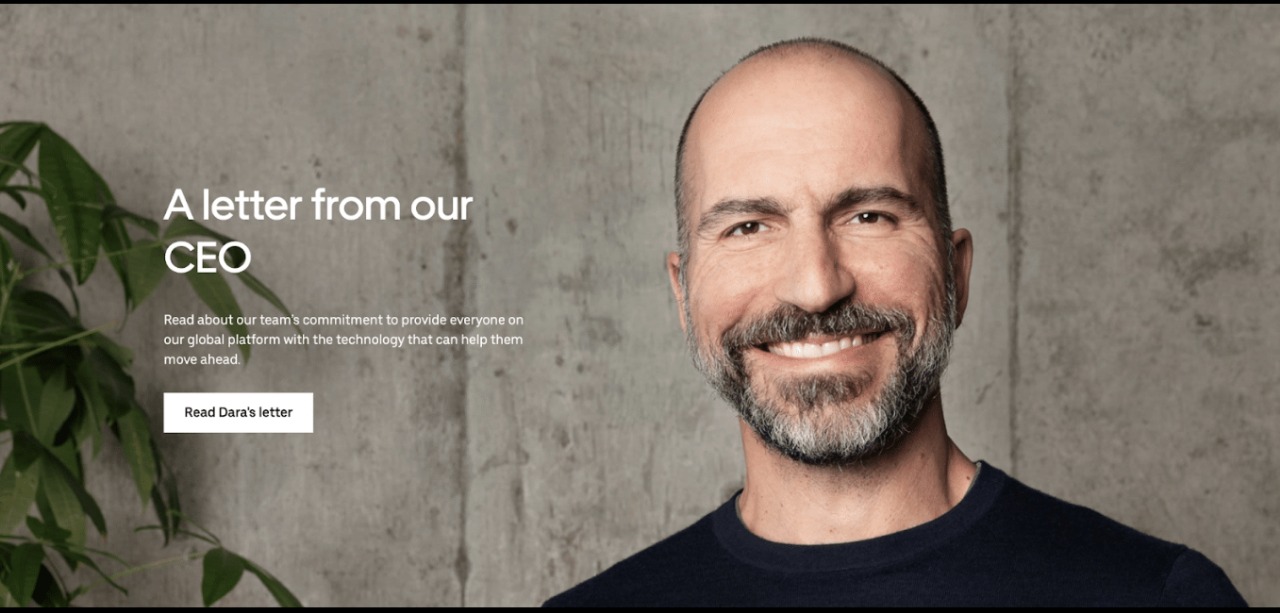 A letter from our
CEO
Read about our team's commitment to provide everyone on
our global platform with the technology that can help them
move ahead.
Read Dara's letter